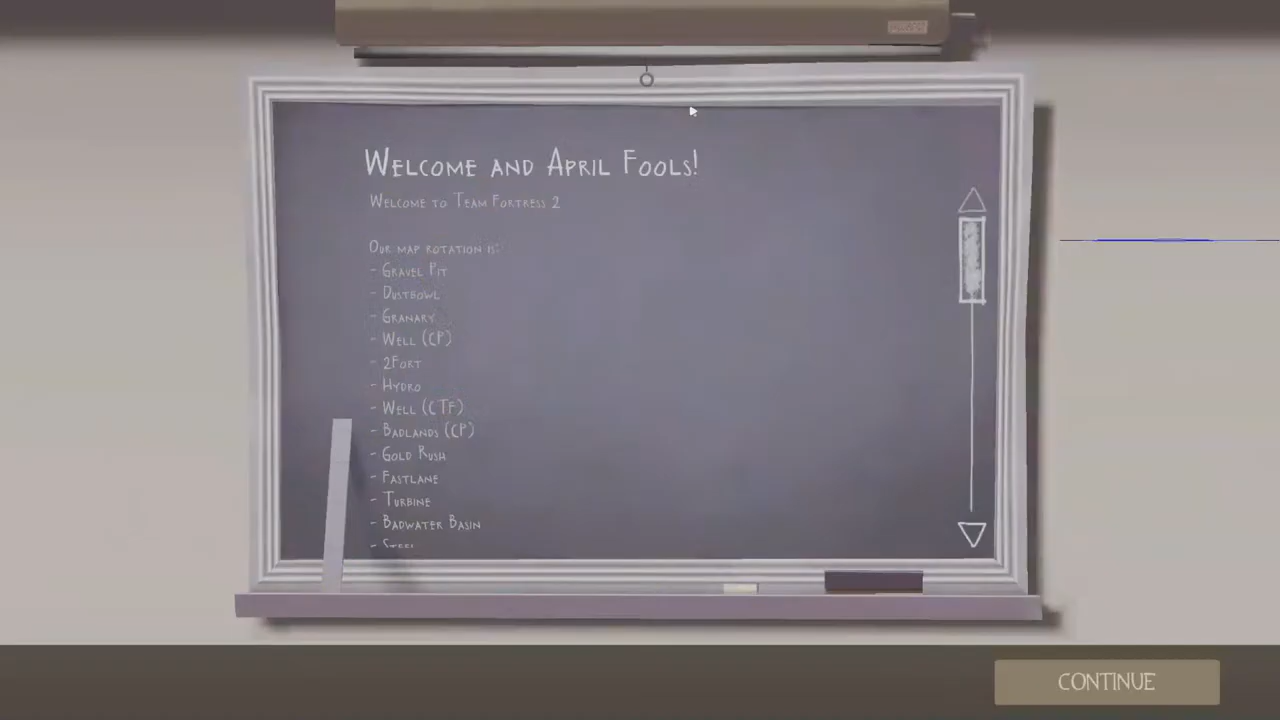 Welcome and April Fools!
Welcome to Team Fortress 2
Our map rotation is:
- Gravel Pit
- Dustbowl
- Granary
- Well (CP)
- 2Fort
- Hydro
- Well (CTF)
- Badlands (CP)
- Gold Rush
- Fastlane
- Turbine
- Badwater Basin
CONTINUE